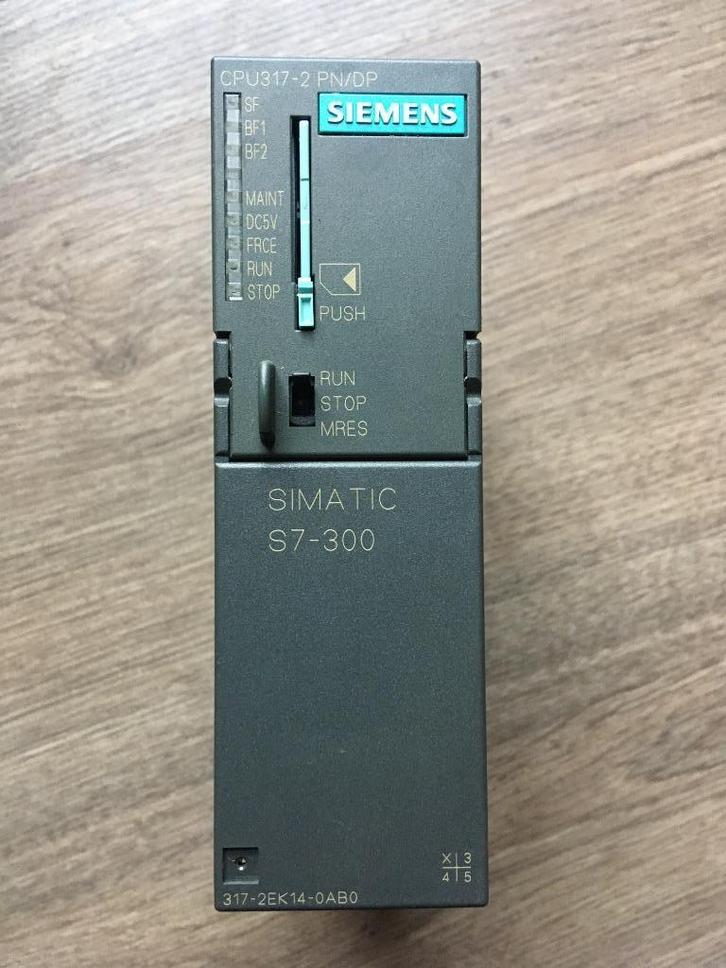 CPU317-2 PN/DP
SIEMENS
SF
BF1
BF2
MAINT
DC5V
FRCE
RUN
STOP
PUSH
RUN
STOP
MRES
SIMATIC
S7-300
X 3
4 5
317-2EK14-0AB0